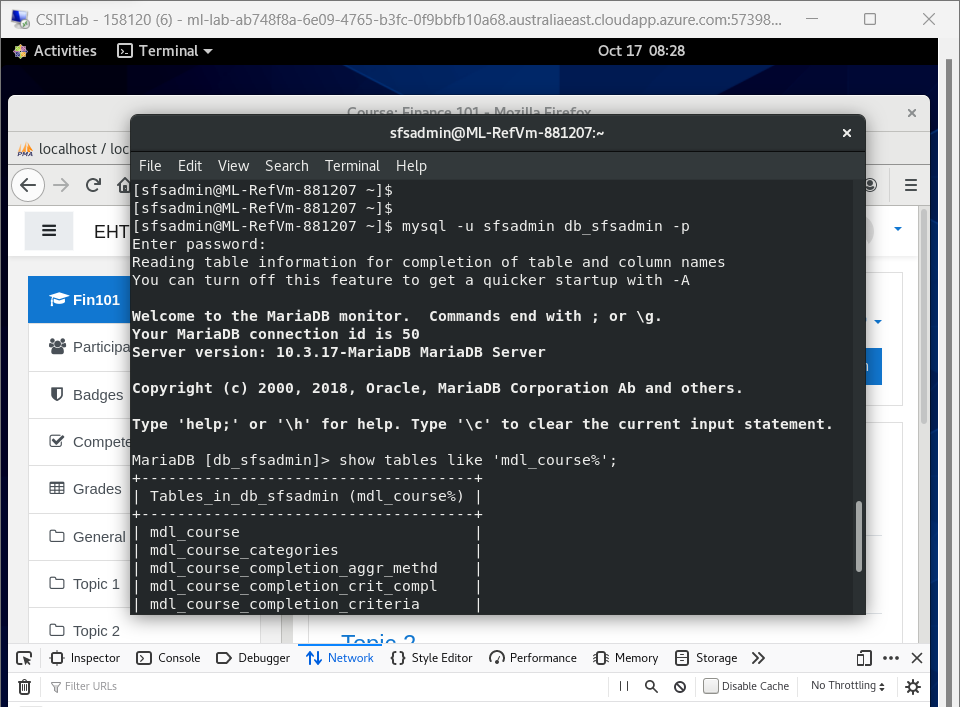 CSITLab - 158120 (6) - ml-lab-ab748f8a-6e09-4765-b3fc-0f9bbfb10a68.australiaeast.cloudapp.azure.com:57398...
Activities Terminal Oct 17 08:28
Course: Finance 101 - Mozilla Firefox
PMA localhost / loc
sfsadmin@ML-RefVm-881207:~
File Edit View Search Terminal Help
[sfsadmin@ML-RefVm-881207 ~]$
[sfsadmin@ML-RefVm-881207 ~]$
[sfsadmin@ML-RefVm-881207 ~]$ mysql -u sfsadmin db_sfsadmin -p
Enter password:
Reading table information for completion of table and column names
You can turn off this feature to get a quicker startup with -A
Welcome to the MariaDB monitor.  Commands end with ; or \g.
Your MariaDB connection id is 50
Server version: 10.3.17-MariaDB MariaDB Server
Copyright (c) 2000, 2018, Oracle, MariaDB Corporation Ab and others.
Type 'help;' or '\h' for help. Type '\c' to clear the current input statement.
MariaDB [db_sfsadmin]> show tables like 'mdl_course%';
+-------------------------------------+
| Tables_in_db_sfsadmin (mdl_course%) |
+-------------------------------------+
| mdl_course                          |
| mdl_course_categories               |
| mdl_course_completion_aggr_methd    |
| mdl_course_completion_crit_compl    |
| mdl_course_completion_criteria      |
EHT
Fin101
Participa
Badges
Compete
Grades
General
Topic 1
Topic 2
Topic 2
Inspector Console Debugger Network Style Editor Performance Memory Storage
Filter URLs Disable Cache No Throttling